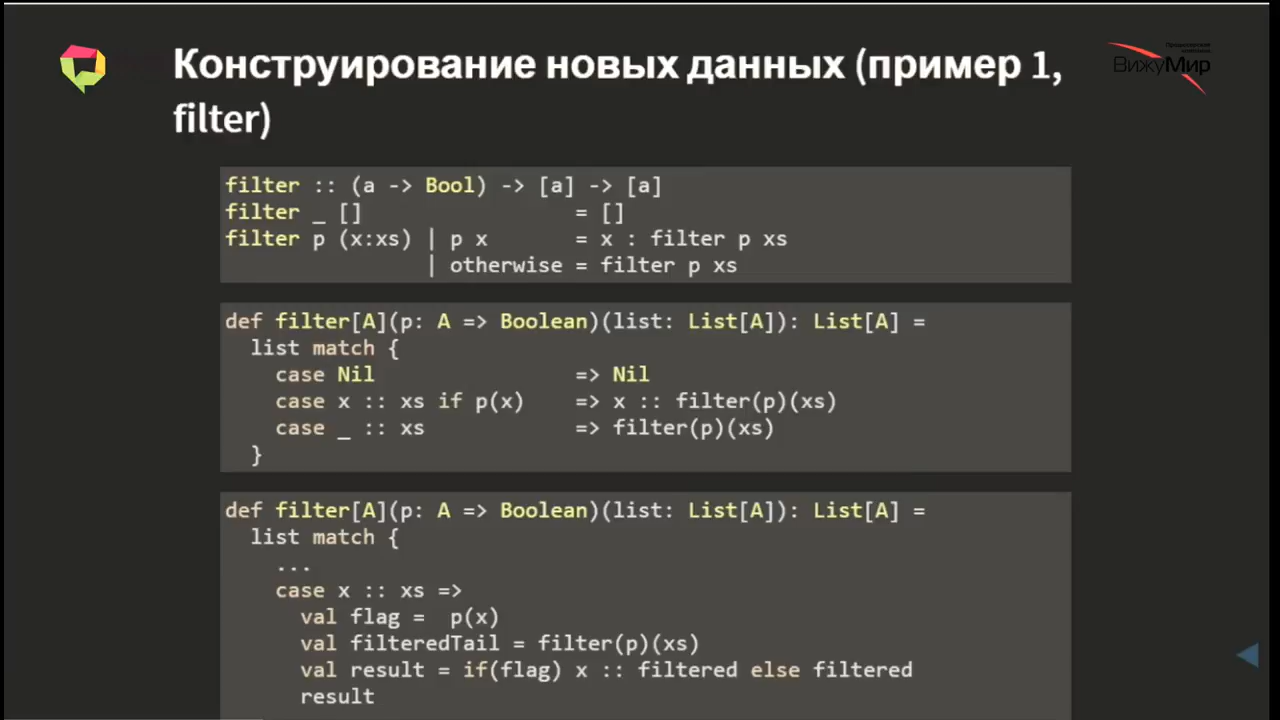 Конструирование новых данных (пример 1,
filter)
ВижуМир
filter :: (a -> Bool) -> [a] -> [a]
filter _ []                 = []
filter p (x:xs) | p x       = x : filter p xs
                | otherwise = filter p xs
def filter[A](p: A => Boolean)(list: List[A]): List[A] =
  list match {
    case Nil                => Nil
    case x :: xs if p(x)    => x :: filter(p)(xs)
    case _ :: xs            => filter(p)(xs)
  }
def filter[A](p: A => Boolean)(list: List[A]): List[A] =
  list match {
    ...
    case x :: xs =>
      val flag =  p(x)
      val filteredTail = filter(p)(xs)
      val result = if(flag) x :: filtered else filtered
      result